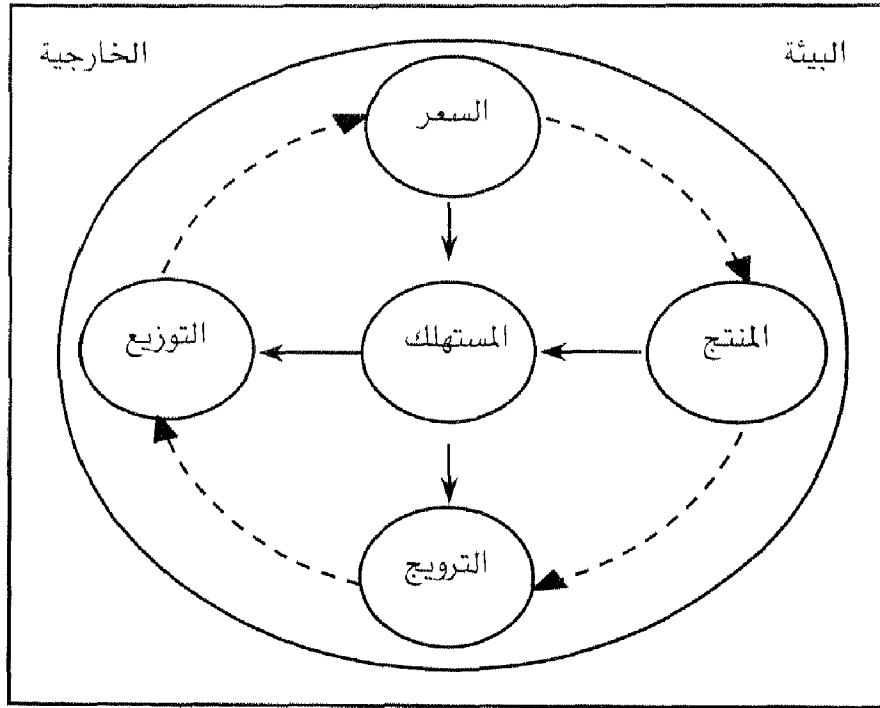 البيئة
الخارجية
السعر
المنتج
المستهلك
التوزيع
الترويج